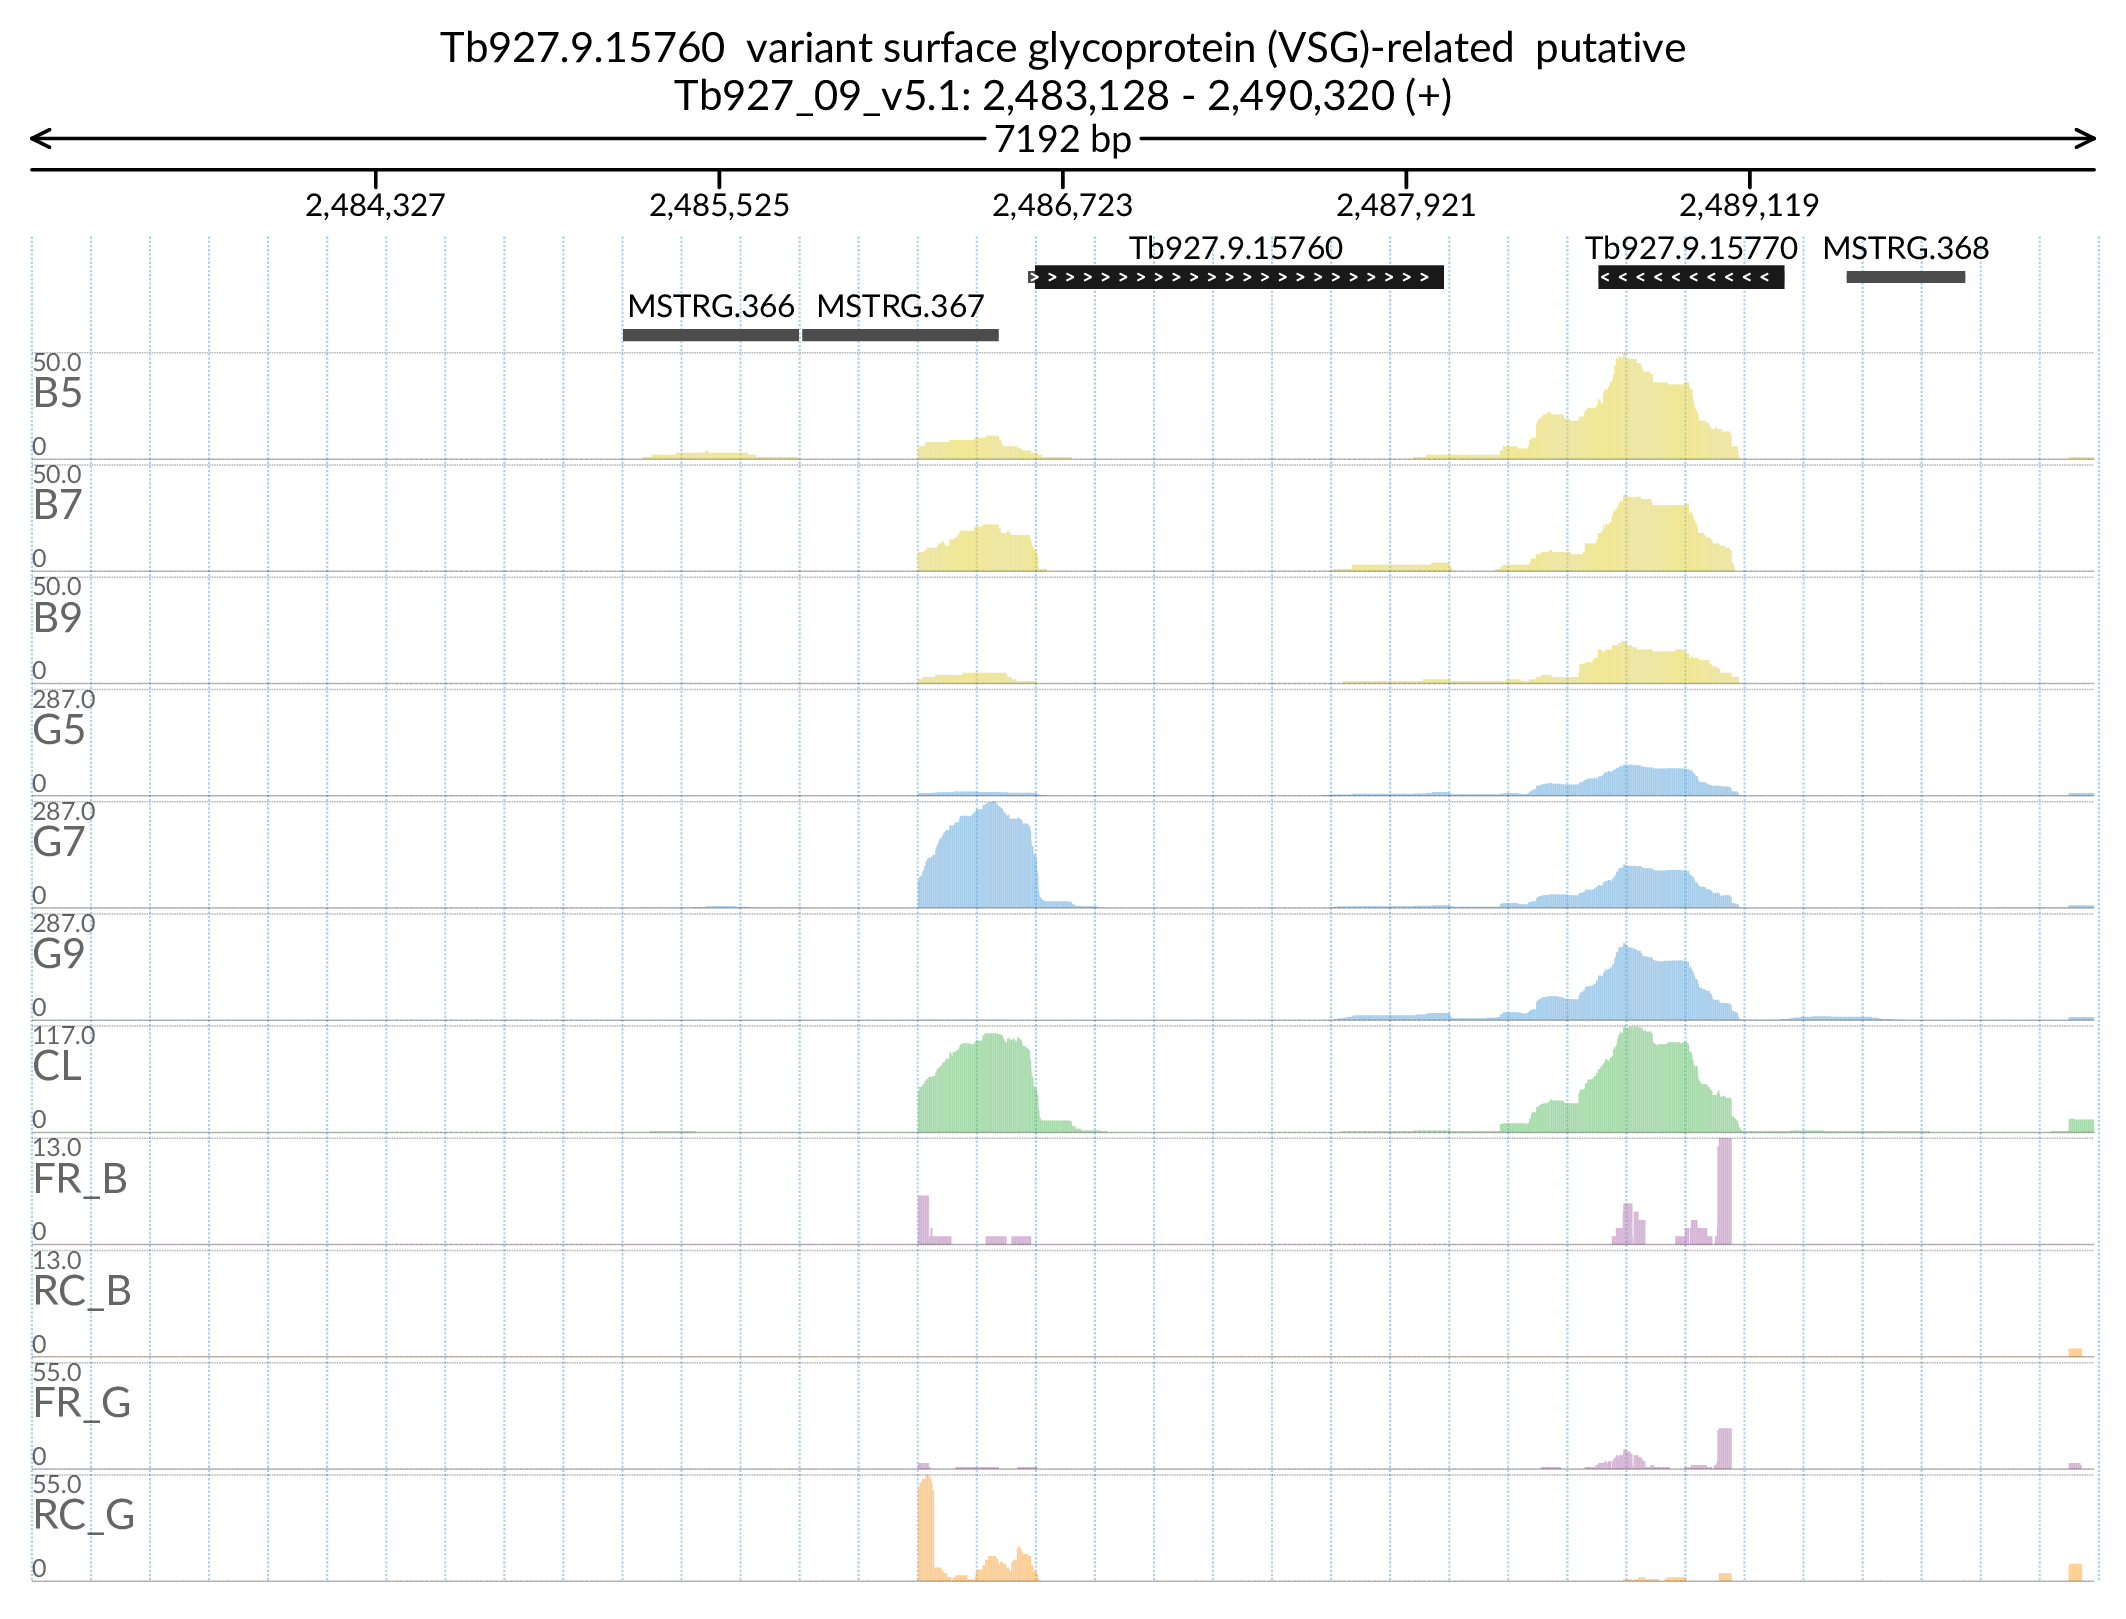 Tb927.9.15760  variant surface glycoprotein (VSG)-related  putative
Tb927_09_v5.1: 2,483,128 - 2,490,320 (+)
7192 bp
2,484,327 2,485,525 2,486,723 2,487,921 2,489,119
Tb927.9.15760 Tb927.9.15770 MSTRG.368
MSTRG.366 MSTRG.367
50.0
B5
0
50.0
B7
0
50.0
B9
0
287.0
G5
0
287.0
G7
0
287.0
G9
0
117.0
CL
0
13.0
FR_B
0
13.0
RC_B
0
55.0
FR_G
0
55.0
RC_G
0